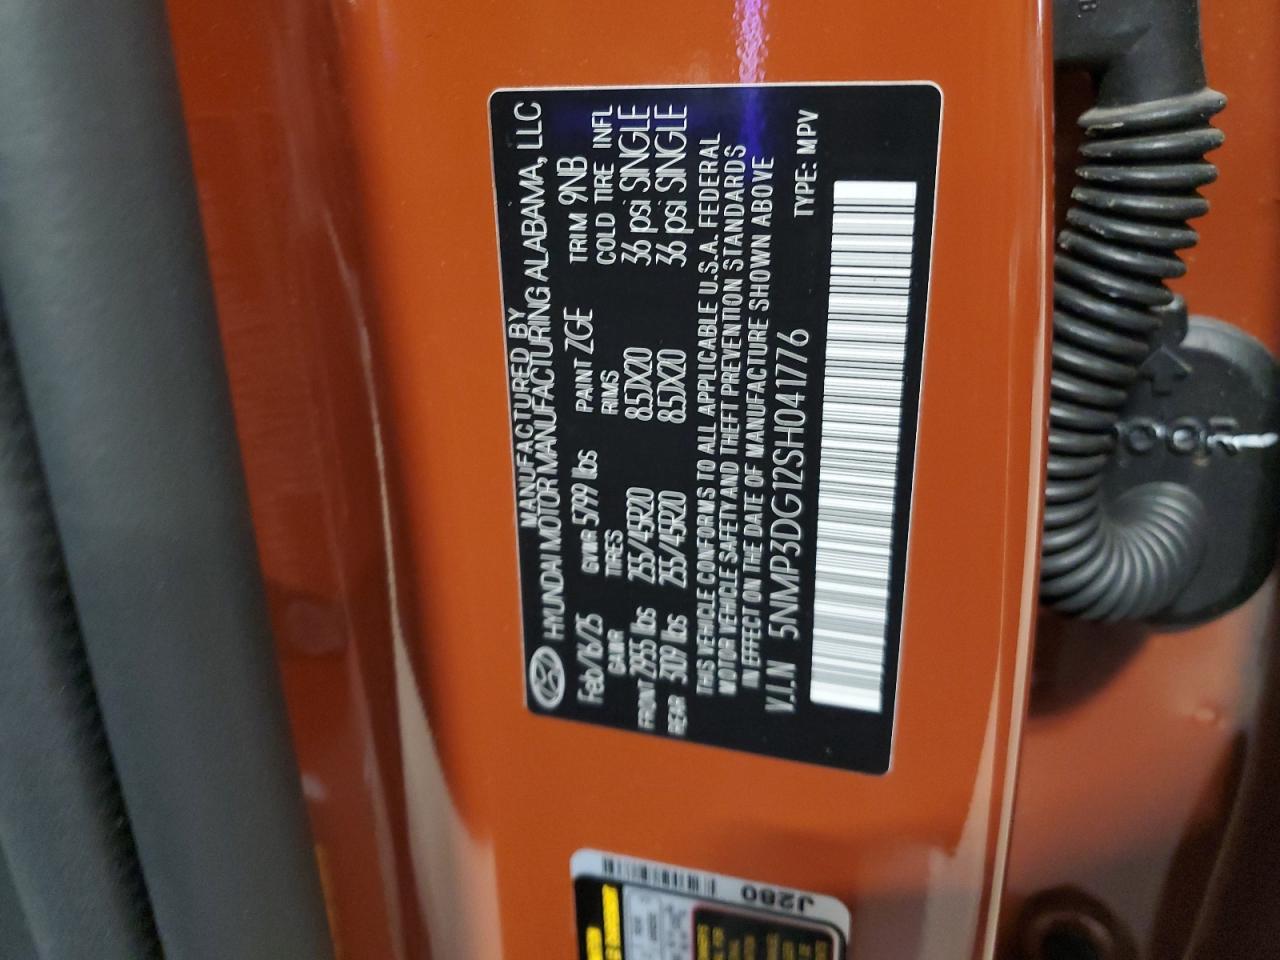 MANUFACTURED BY
HYUNDAI MOTOR MANUFACTURING ALABAMA, LLC
Feb/16/25 GVWR 5799 lbs PAINT ZGE TRIM 9NB
GAWR TIRES RIMS COLD TIRE INFL
FRONT 2955 lbs 255/45R20 8.5JX20 36 psi SINGLE
REAR 3109 lbs 255/45R20 8.5JX20 36 psi SINGLE
THIS VEHICLE CONFORMS TO ALL APPLICABLE U.S.A. FEDERAL
MOTOR VEHICLE SAFETY AND THEFT PREVENTION STANDARDS
IN EFFECT ON THE DATE OF MANUFACTURE SHOWN ABOVE
V.I.N 5NMP3DG12SH041776 TYPE: MPV
J280
DOOR